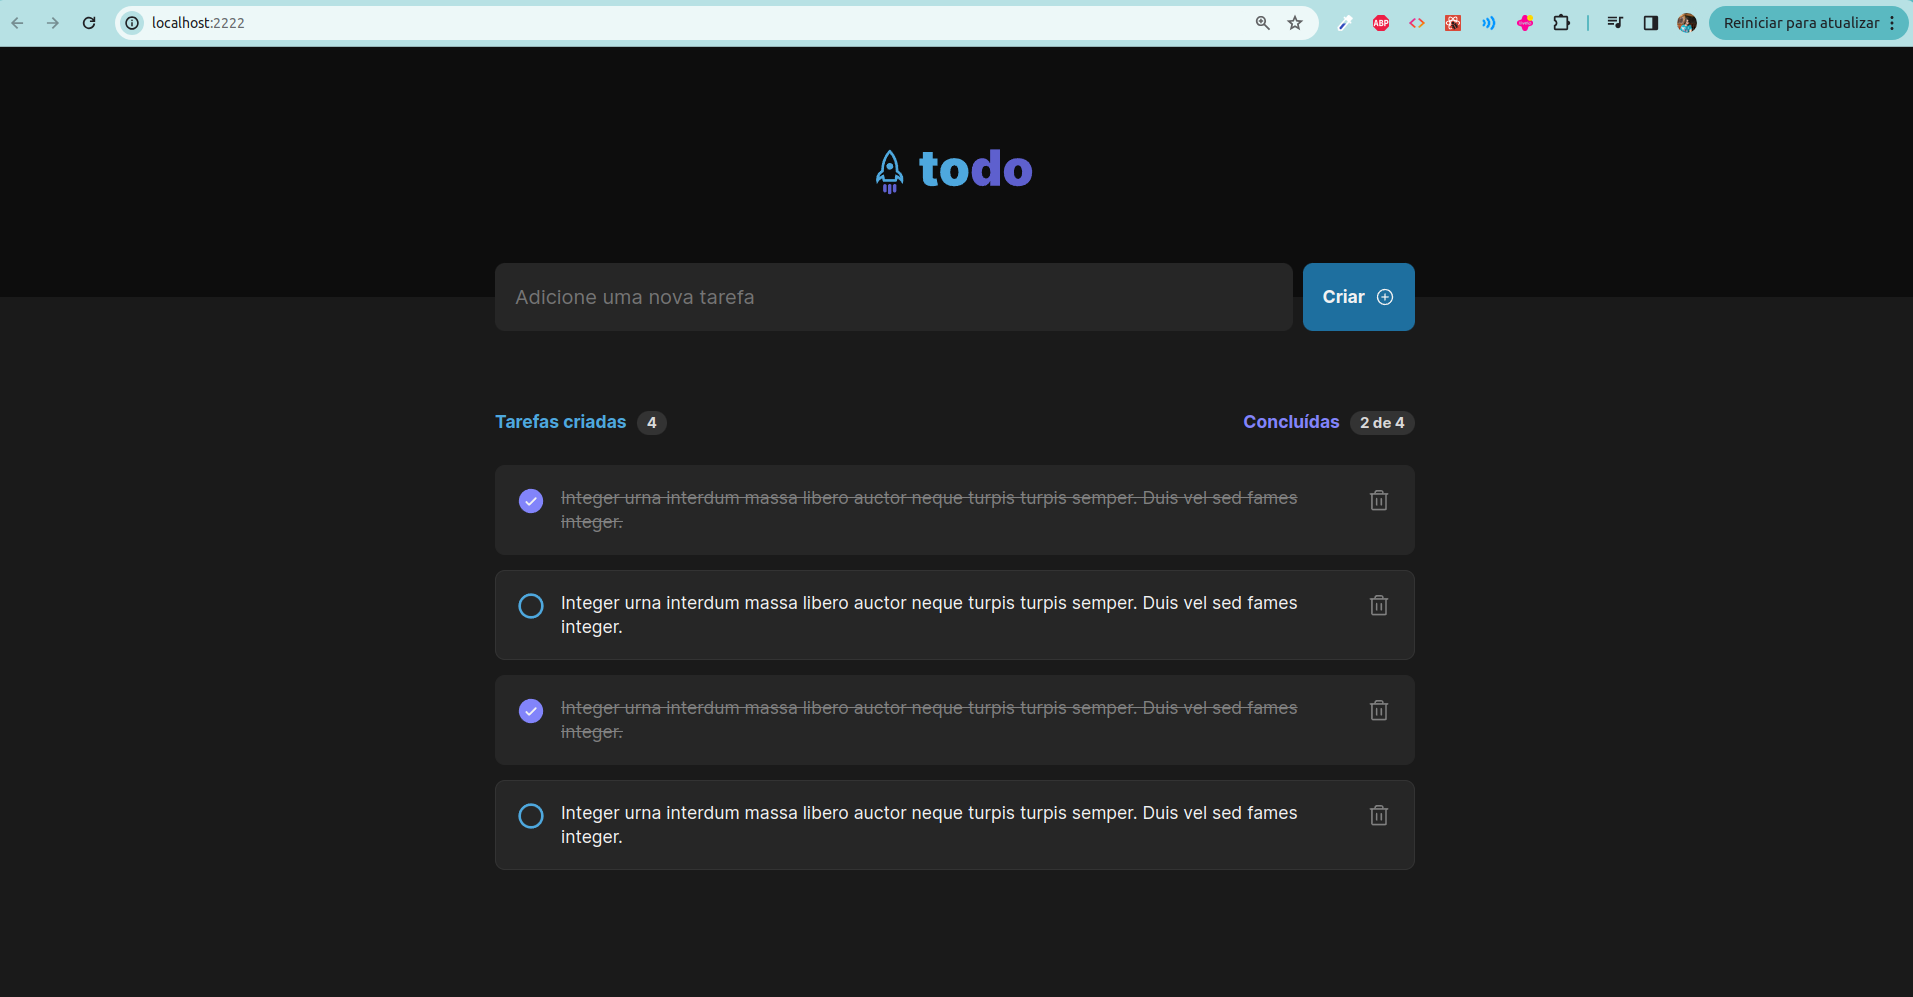 localhost:2222
ABP
Reiniciar para atualizar
todo
Adicione uma nova tarefa
Criar
Tarefas criadas 4
Concluídas 2 de 4
Integer urna interdum massa libero auctor neque turpis turpis semper. Duis vel sed fames
integer.
Integer urna interdum massa libero auctor neque turpis turpis semper. Duis vel sed fames
integer.
Integer urna interdum massa libero auctor neque turpis turpis semper. Duis vel sed fames
integer.
Integer urna interdum massa libero auctor neque turpis turpis semper. Duis vel sed fames
integer.